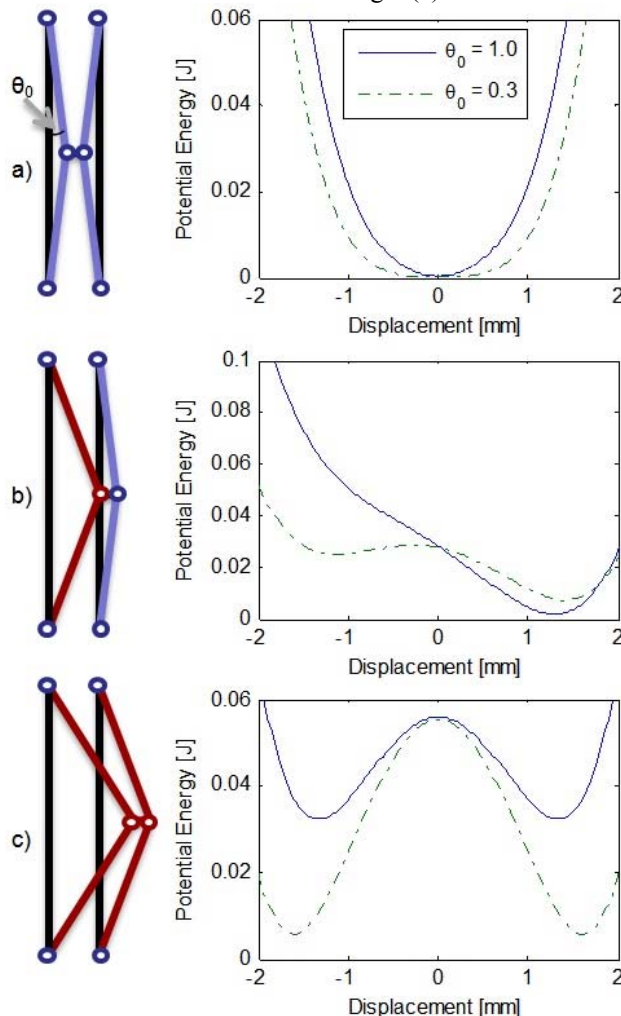 θ₀
a)
0.06
0.04
0.02
0
Potential Energy [J]
θ₀ = 1.0
θ₀ = 0.3
-2 -1 0 1 2
Displacement [mm]
b)
0.1
0.08
0.06
0.04
0.02
0
Potential Energy [J]
-2 -1 0 1 2
Displacement [mm]
c)
0.06
0.04
0.02
0
Potential Energy [J]
-2 -1 0 1 2
Displacement [mm]